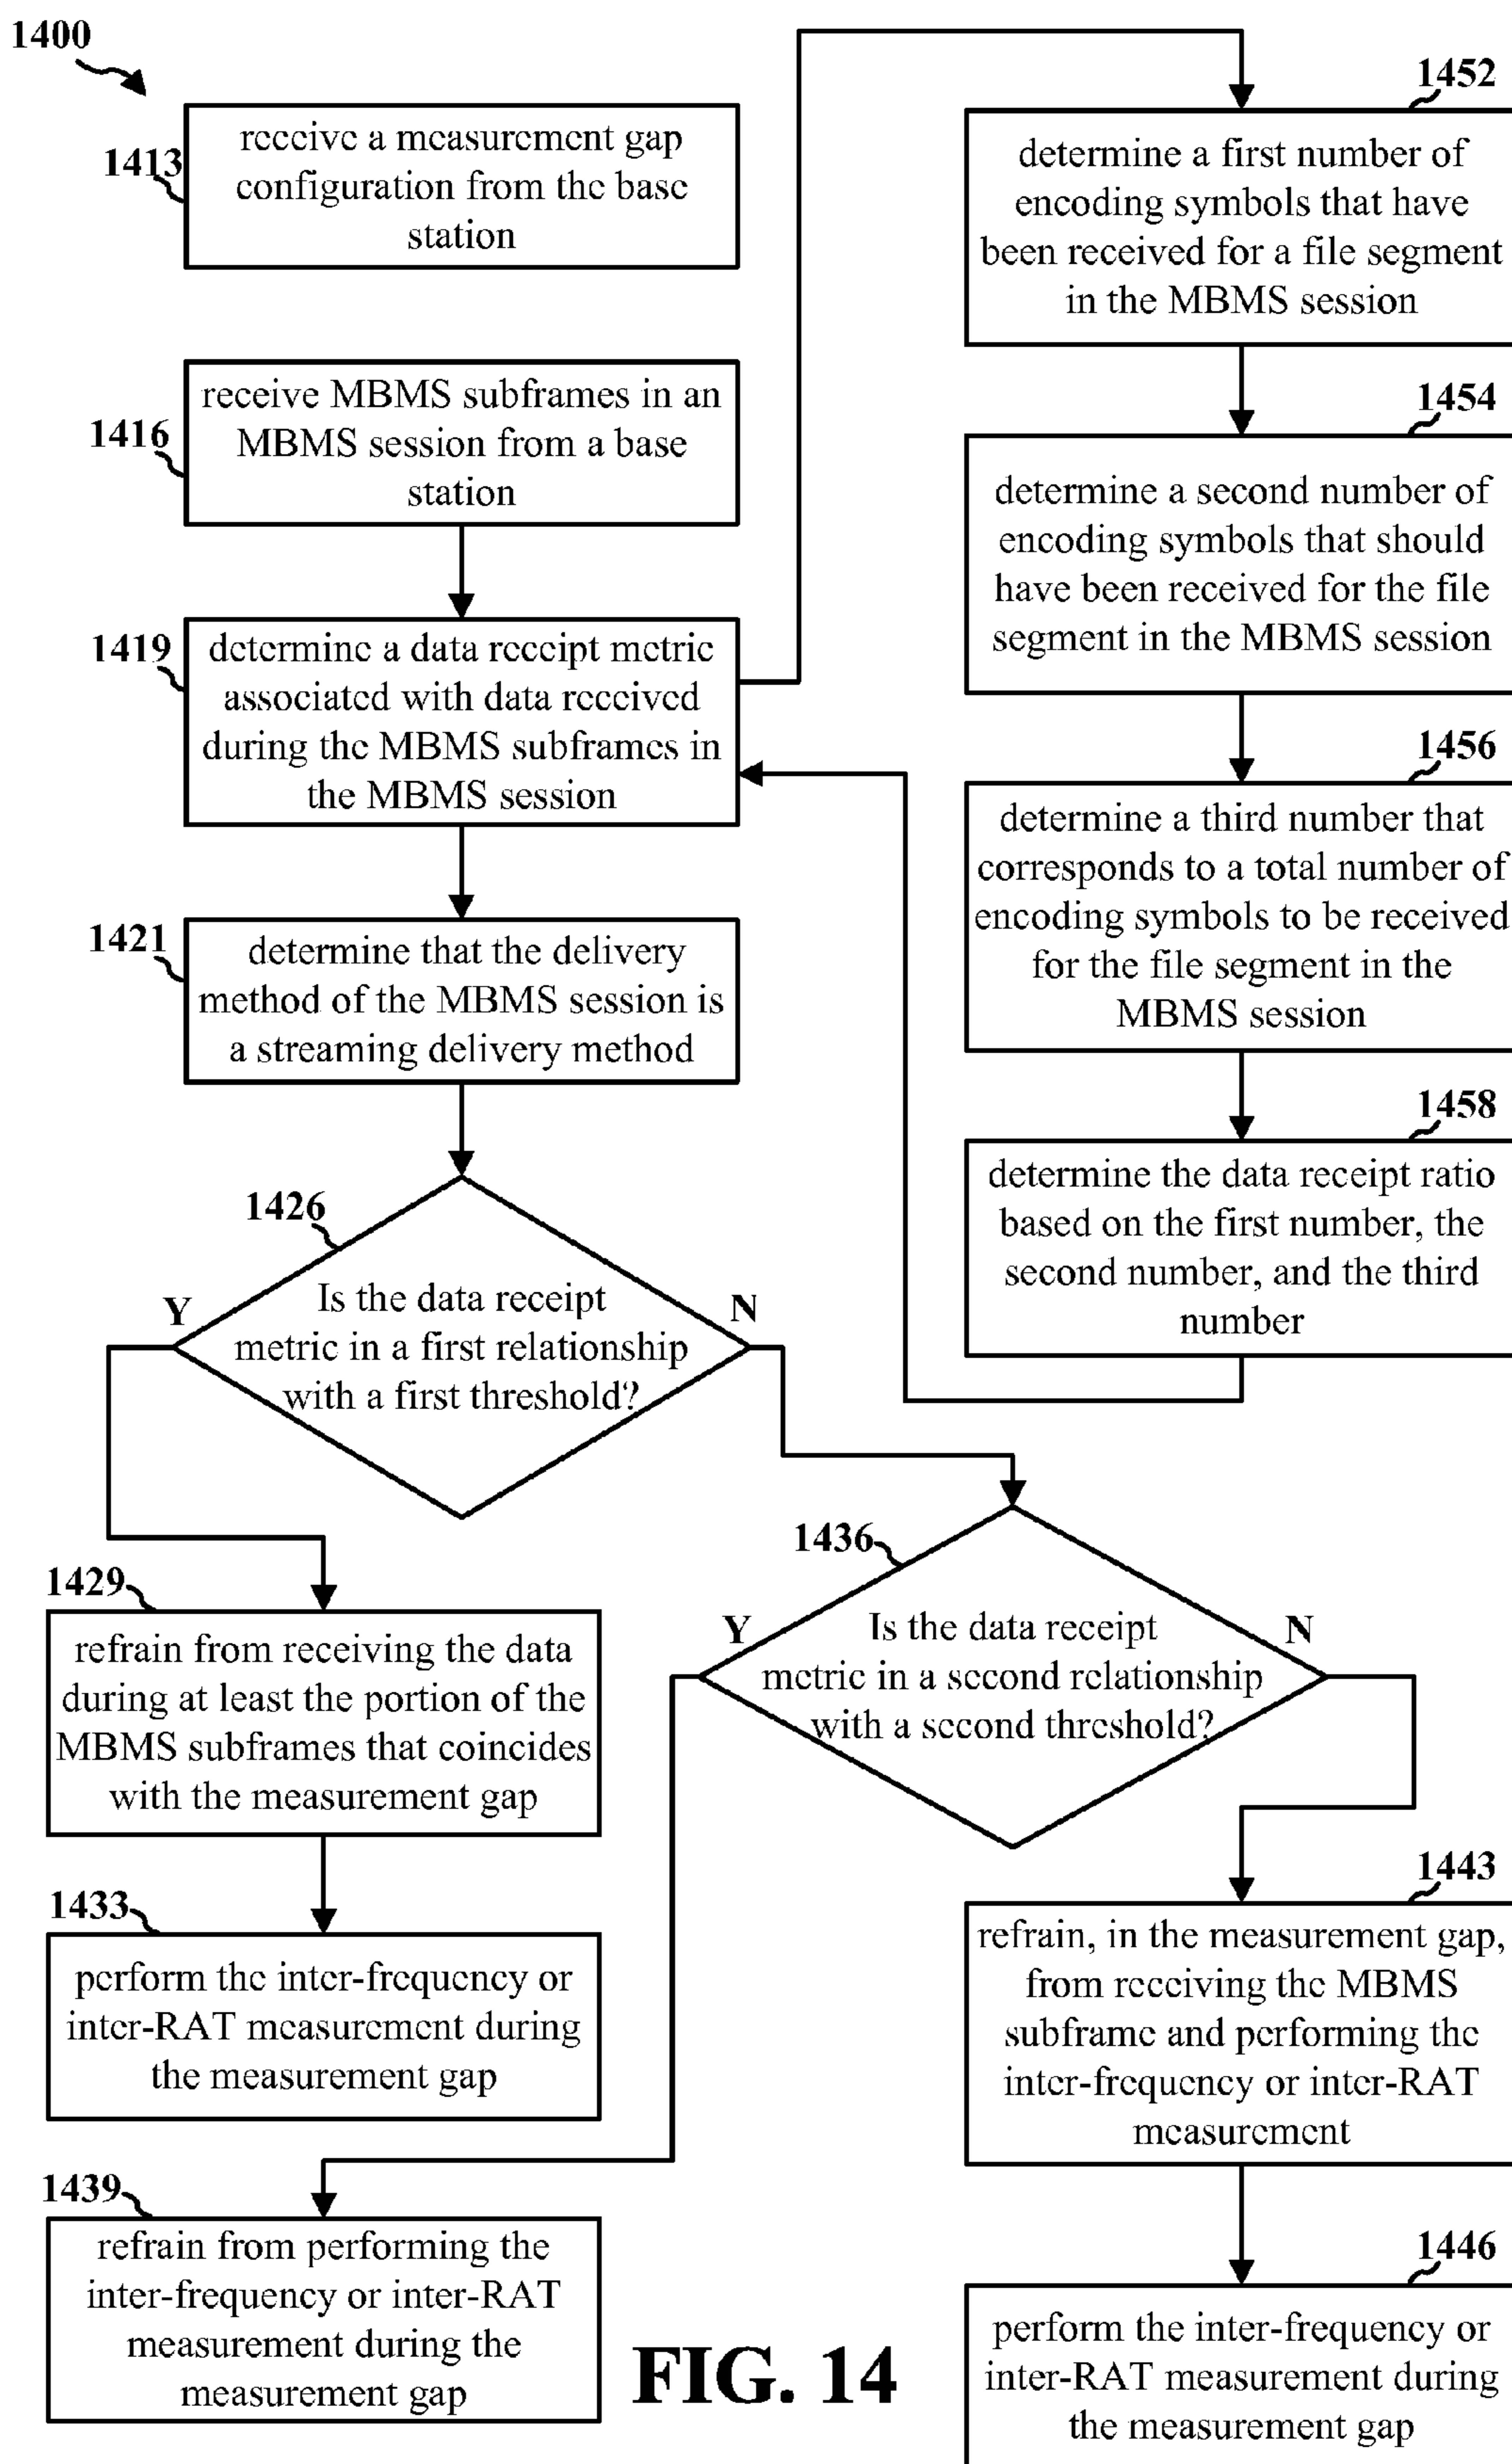 1400
1413
receive a measurement gap
configuration from the base
station
1416
receive MBMS subframes in an
MBMS session from a base
station
1419
determine a data receipt metric
associated with data received
during the MBMS subframes in
the MBMS session
1421
determine that the delivery
method of the MBMS session is
a streaming delivery method
1426
Y
N
Is the data receipt
metric in a first relationship
with a first threshold?
1429
refrain from receiving the data
during at least the portion of the
MBMS subframes that coincides
with the measurement gap
1433
perform the inter-frequency or
inter-RAT measurement during
the measurement gap
1436
Y
N
Is the data receipt
metric in a second relationship
with a second threshold?
1439
refrain from performing the
inter-frequency or inter-RAT
measurement during the
measurement gap
1443
refrain, in the measurement gap,
from receiving the MBMS
subframe and performing the
inter-frequency or inter-RAT
measurement
1446
perform the inter-frequency or
inter-RAT measurement during
the measurement gap
1452
determine a first number of
encoding symbols that have
been received for a file segment
in the MBMS session
1454
determine a second number of
encoding symbols that should
have been received for the file
segment in the MBMS session
1456
determine a third number that
corresponds to a total number of
encoding symbols to be received
for the file segment in the
MBMS session
1458
determine the data receipt ratio
based on the first number, the
second number, and the third
number
FIG. 14